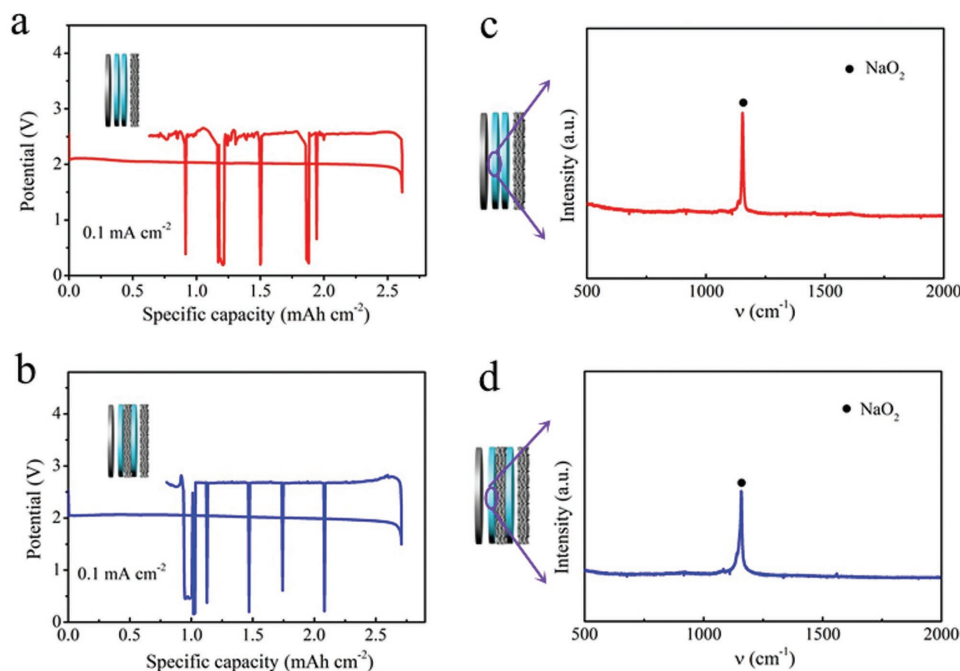 a
Potential (V)
4
3
2
1
0
0.1 mA cm⁻²
0.0 0.5 1.0 1.5 2.0 2.5
Specific capacity (mAh cm⁻²)
c
Intensity (a.u.)
● NaO₂
500 1000 1500 2000
ν (cm⁻¹)
b
Potential (V)
4
3
2
1
0
0.1 mA cm⁻²
0.0 0.5 1.0 1.5 2.0 2.5
Specific capacity (mAh cm⁻²)
d
Intensity (a.u.)
● NaO₂
500 1000 1500 2000
ν (cm⁻¹)